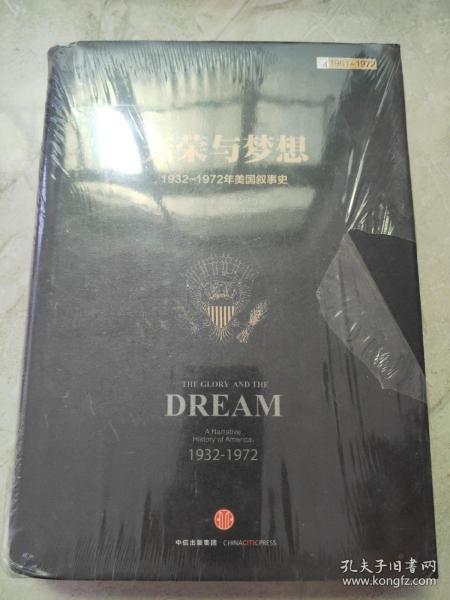 4 1961~1972
光荣与梦想
1932~1972年美国叙事史
THE GLORY AND THE
DREAM
A Narrative
History of America,
1932-1972
中信出版集团·CHINACITICPRESS
孔夫子旧书网
www.kongfz.com